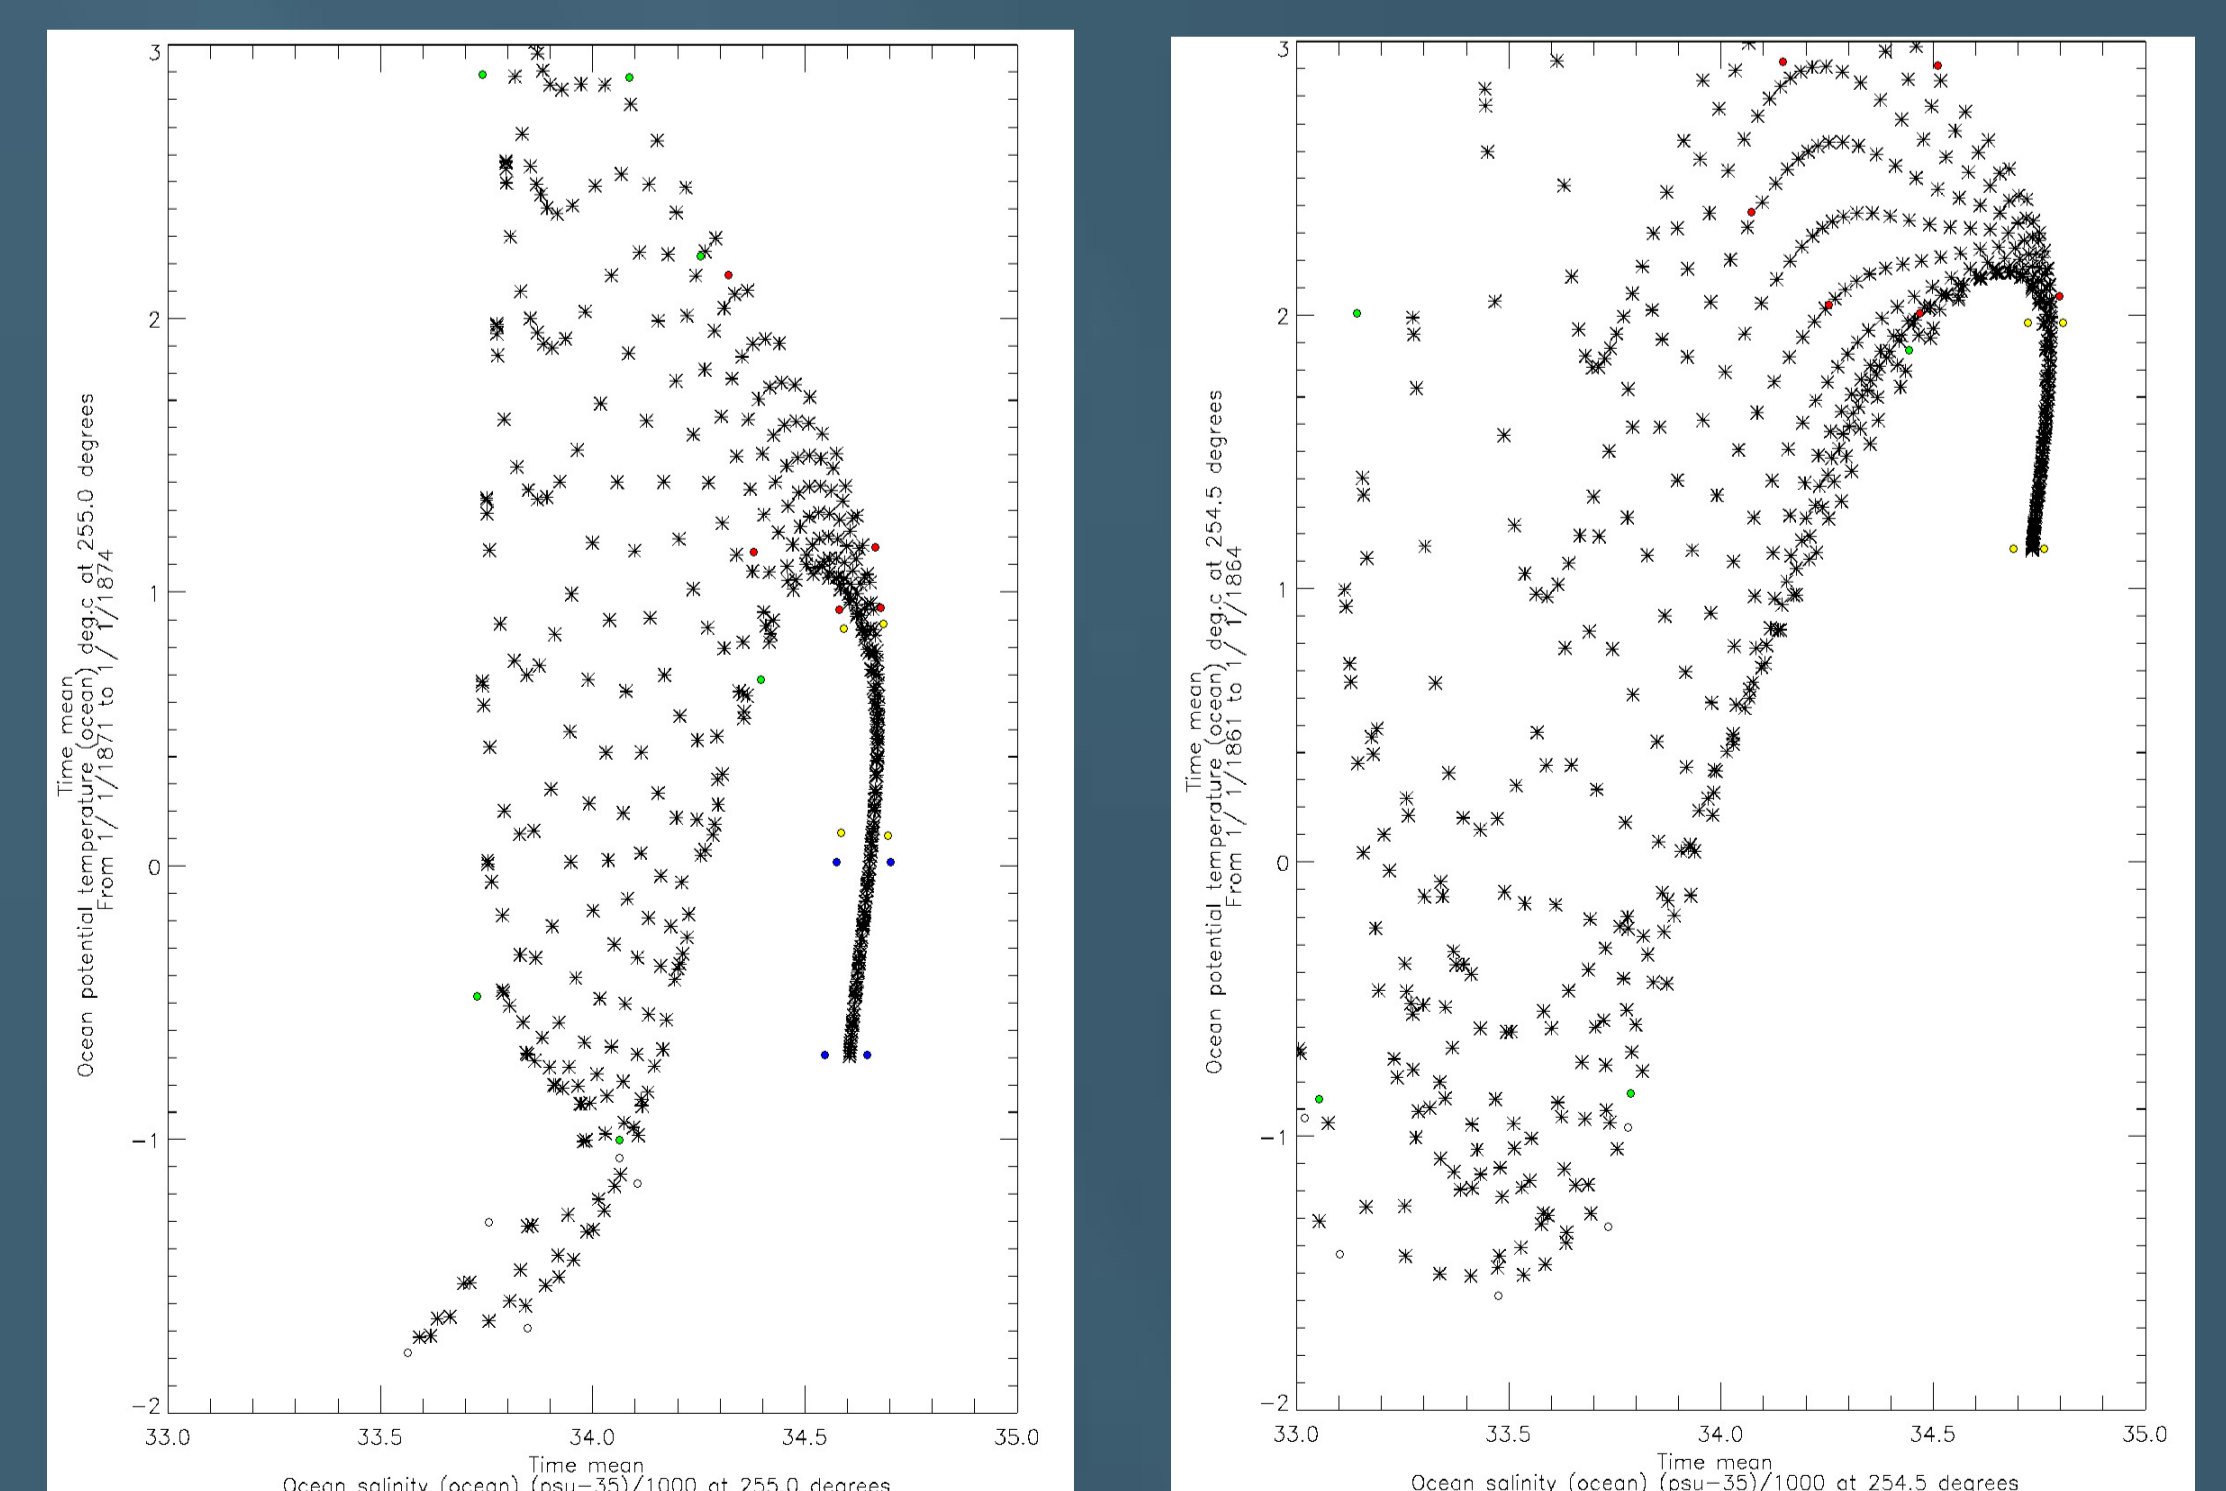 3
2
1
0
−1
−2
33.0
33.5
34.0
34.5
35.0
Time mean
Ocean potential temperature (ocean) deg.c at 255.0 degrees
From 1/ 1/1871 to 1/ 1/1874
Time mean
Ocean salinity (ocean) (psu−35)/1000 at 255.0 degrees
3
2
1
0
−1
−2
33.0
33.5
34.0
34.5
35.0
Time mean
Ocean potential temperature (ocean) deg.c at 254.5 degrees
From 1/ 1/1861 to 1/ 1/1864
Time mean
Ocean salinity (ocean) (psu−35)/1000 at 254.5 degrees